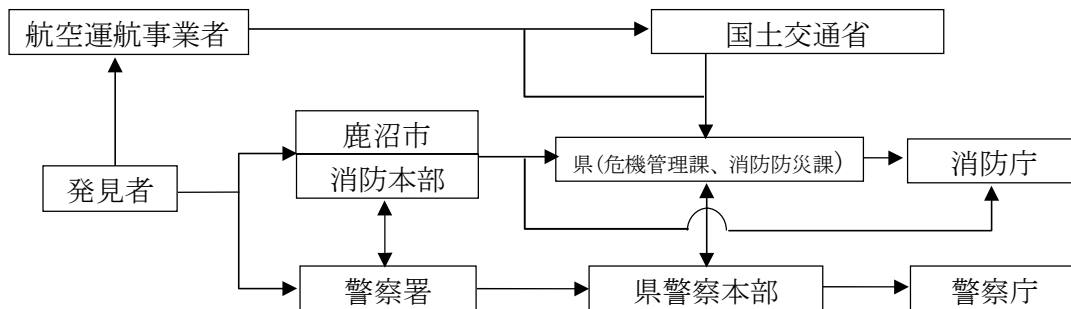 航空運航事業者
国土交通省
鹿沼市
消防本部
県(危機管理課、消防防災課)
消防庁
発見者
警察署
県警察本部
警察庁